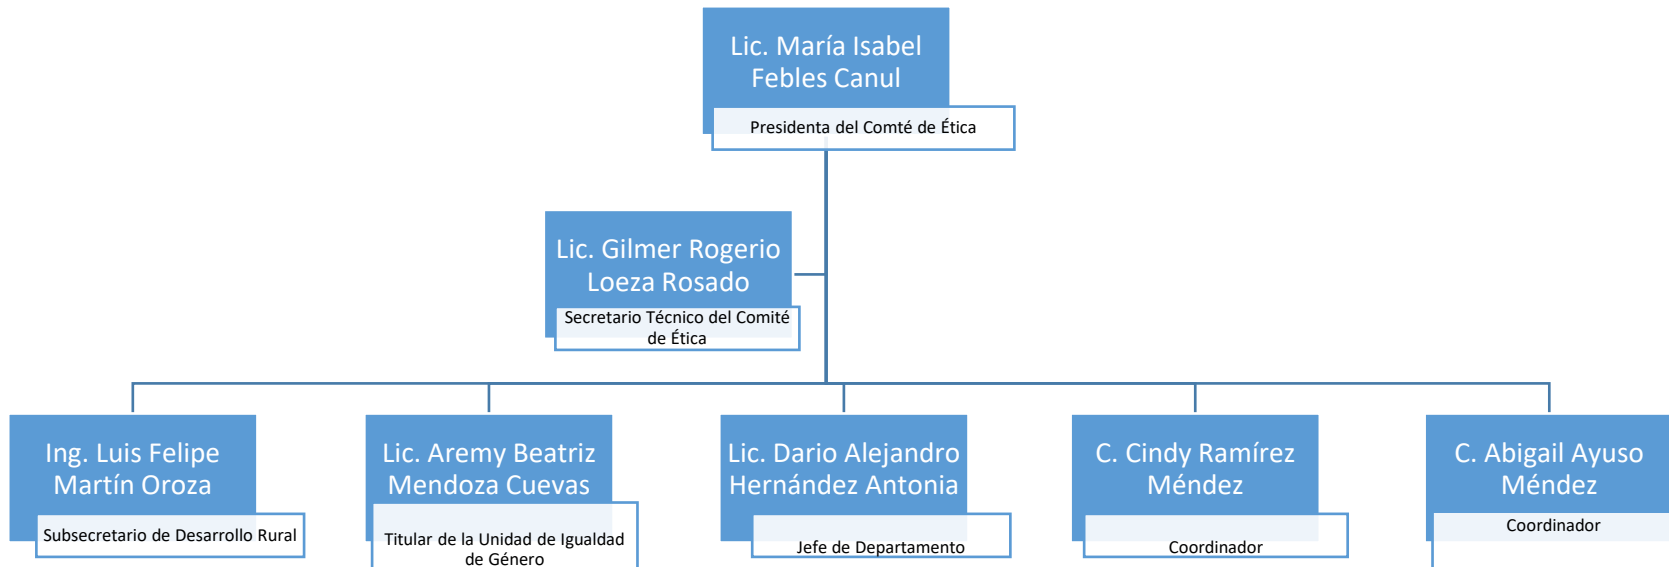 Lic. María Isabel
Febles Canul
Presidenta del Comté de Ética
Lic. Gilmer Rogerio
Loeza Rosado
Secretario Técnico del Comité
de Ética
Ing. Luis Felipe
Martín Oroza
Subsecretario de Desarrollo Rural
Lic. Aremy Beatriz
Mendoza Cuevas
Titular de la Unidad de Igualdad
de Género
Lic. Dario Alejandro
Hernández Antonia
Jefe de Departamento
C. Cindy Ramírez
Méndez
Coordinador
C. Abigail Ayuso
Méndez
Coordinador